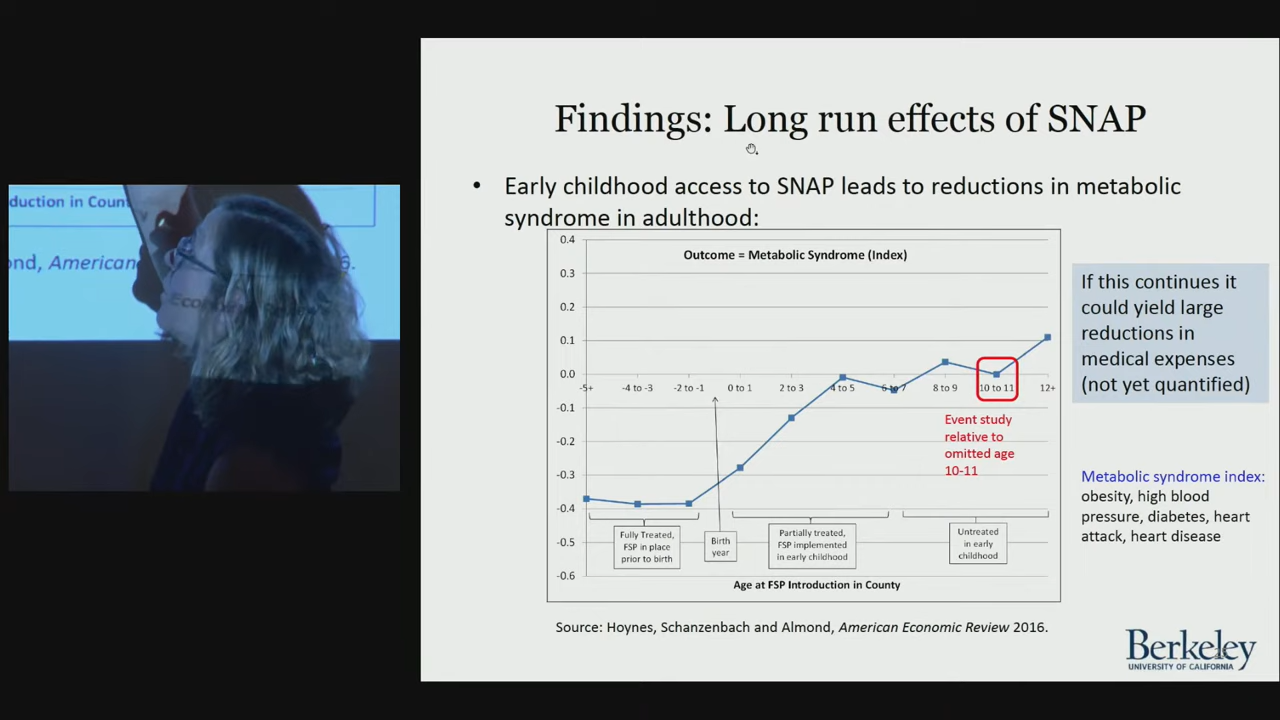 Findings: Long run effects of SNAP
• Early childhood access to SNAP leads to reductions in metabolic
syndrome in adulthood:
Outcome = Metabolic Syndrome (Index)
0.4
0.3
0.2
0.1
0.0
-0.1
-0.2
-0.3
-0.4
-0.5
-0.6
-5+ -4 to -3 -2 to -1 0 to 1 2 to 3 4 to 5 6 to 7 8 to 9 10 to 11 12+
Event study
relative to
omitted age
10-11
Fully Treated,
FSP in place
prior to birth
Birth
year
Partially treated,
FSP implemented
in early childhood
Untreated
in early
childhood
Age at FSP Introduction in County
If this continues it
could yield large
reductions in
medical expenses
(not yet quantified)
Metabolic syndrome index:
obesity, high blood
pressure, diabetes, heart
attack, heart disease
Source: Hoynes, Schanzenbach and Almond, American Economic Review 2016.
Berkeley
UNIVERSITY OF CALIFORNIA
duction in Coun
nd, American
6.